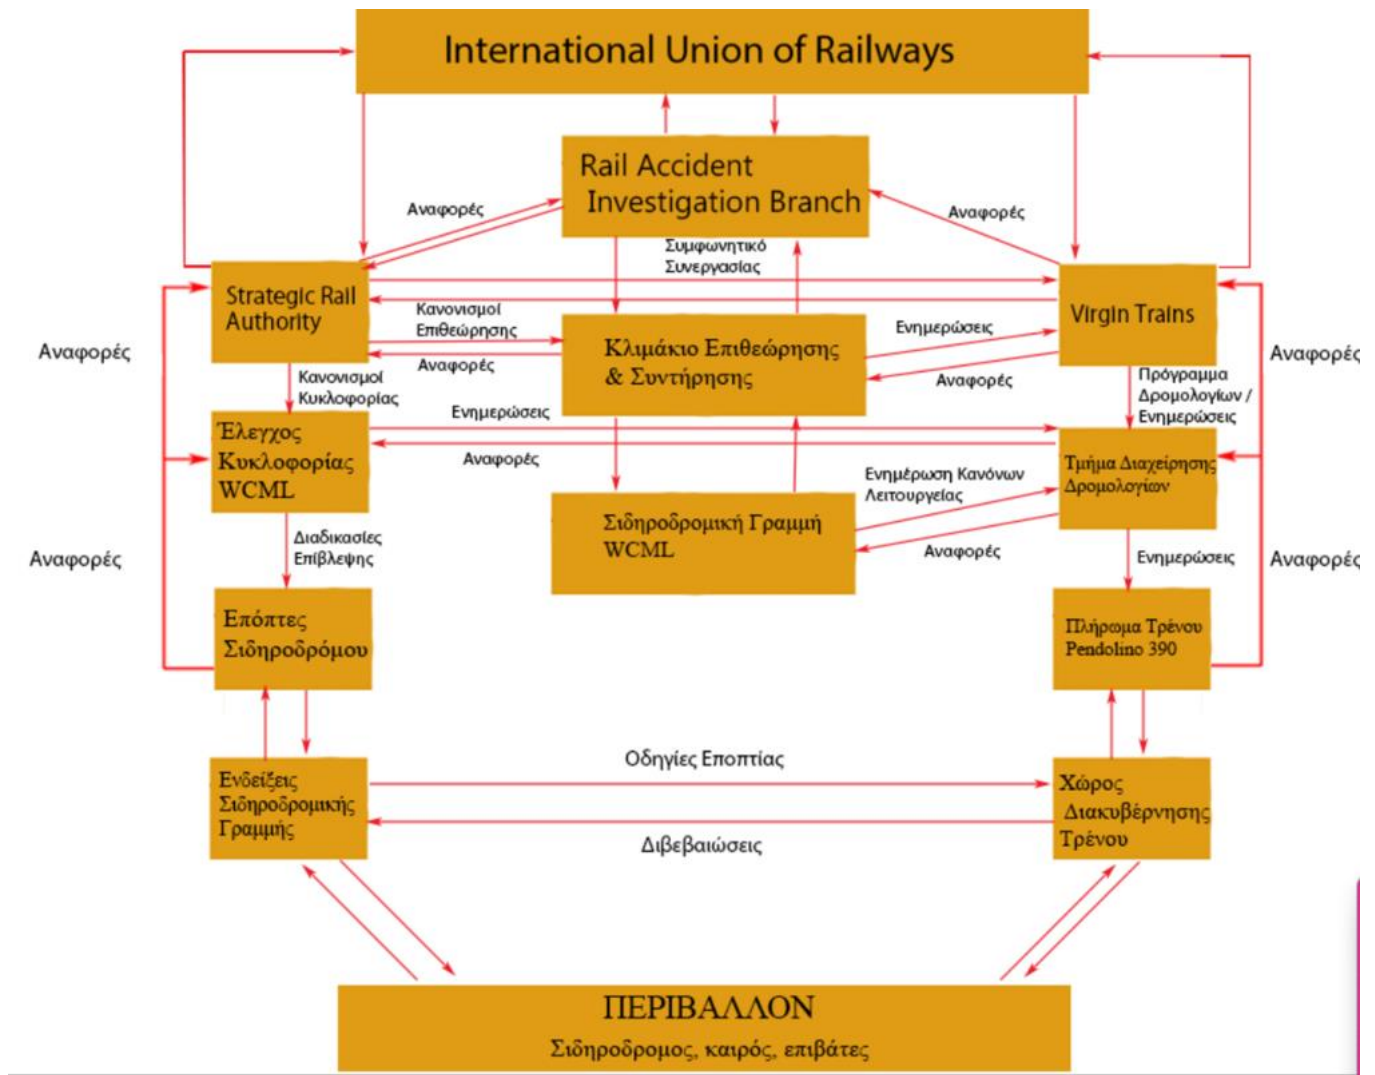 International Union of Railways
Rail Accident
Investigation Branch
Αναφορές
Αναφορές
Συμφωνητικό
Συνεργασίας
Strategic Rail
Authority
Virgin Trains
Κανονισμοί
Επιθεώρησης
Ενημερώσεις
Αναφορές
Κλιμάκιο Επιθεώρησης
& Συντήρησης
Αναφορές
Αναφορές
Αναφορές
Κανονισμοί
Κυκλοφορίας
Πρόγραμμα
Δρομολογίων /
Ενημερώσεις
Ενημερώσεις
Έλεγχος
Κυκλοφορίας
WCML
Αναφορές
Τμήμα Διαχείρησης
Δρομολογίων
Ενημέρωση Κανόνων
Λειτουργείας
Σιδηροδρομική Γραμμή
WCML
Αναφορές
Διαδικασίες
Επίβλεψης
Ενημερώσεις
Αναφορές
Αναφορές
Επόπτες
Σιδηροδρόμου
Πλήρωμα Τρένου
Pendolino 390
Οδηγίες Εποπτίας
Ενδείξεις
Σιδηροδρομικής
Γραμμής
Χώρος
Διακυβέρνησης
Τρένου
Διβεβαιώσεις
ΠΕΡΙΒΑΛΛΟΝ
Σιδηροδρομος, καιρός, επιβάτες